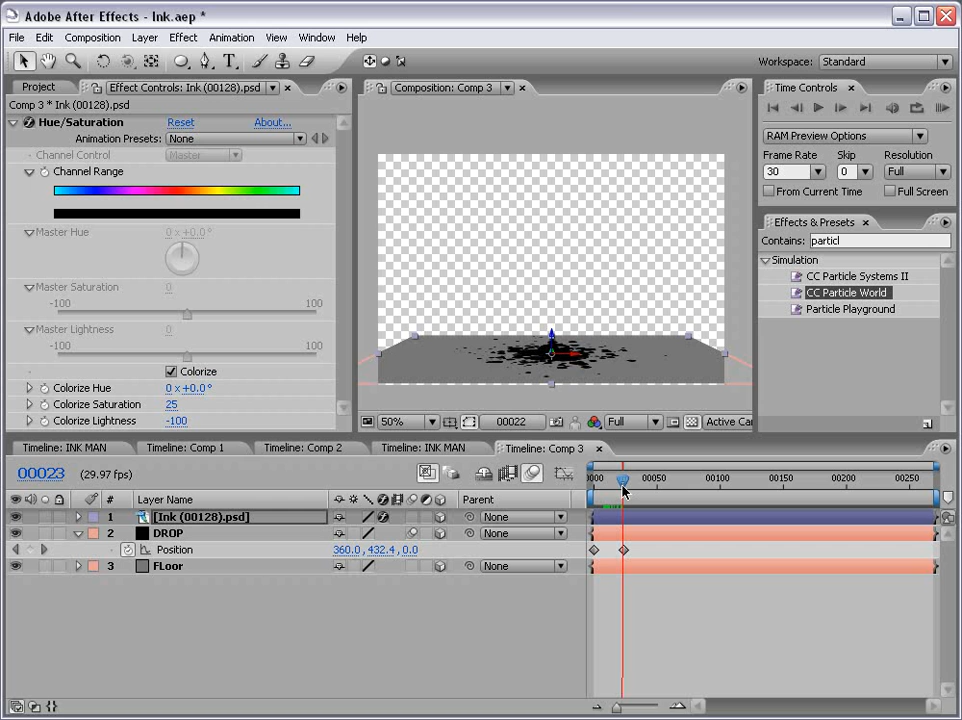 Adobe After Effects - Ink.aep *
File Edit Composition Layer Effect Animation View Window Help
Workspace: Standard
Project Effect Controls: Ink (00128).psd
Comp 3 * Ink (00128).psd
Hue/Saturation Reset About...
Animation Presets: None
Channel Control Master
Channel Range
Master Hue 0 x +0.0°
Master Saturation 0
-100 100
Master Lightness 0
-100 100
Colorize
Colorize Hue 0 x +0.0°
Colorize Saturation 25
Colorize Lightness -100
Composition: Comp 3
50% 00022 Full Active Ca
Time Controls
RAM Preview Options
Frame Rate Skip Resolution
30 0 Full
From Current Time Full Screen
Effects & Presets
Contains: particl
Simulation
CC Particle Systems II
CC Particle World
Particle Playground
Timeline: INK MAN Timeline: Comp 1 Timeline: Comp 2 Timeline: INK MAN Timeline: Comp 3
00023 (29.97 fps)
0000 00050 00100 00150 00200 00250
# Layer Name Parent
1 [Ink (00128).psd] None
2 DROP None
Position 360.0, 432.4, 0.0
3 FLoor None